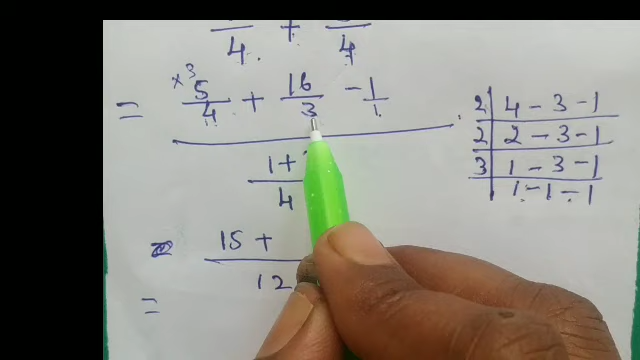 4 + 4
= ×3 5/4 + 16/3 - 1/1
1 +
4
15 +
12
=
2 | 4 - 3 - 1
2 | 2 - 3 - 1
3 | 1 - 3 - 1
1 - 1 - 1